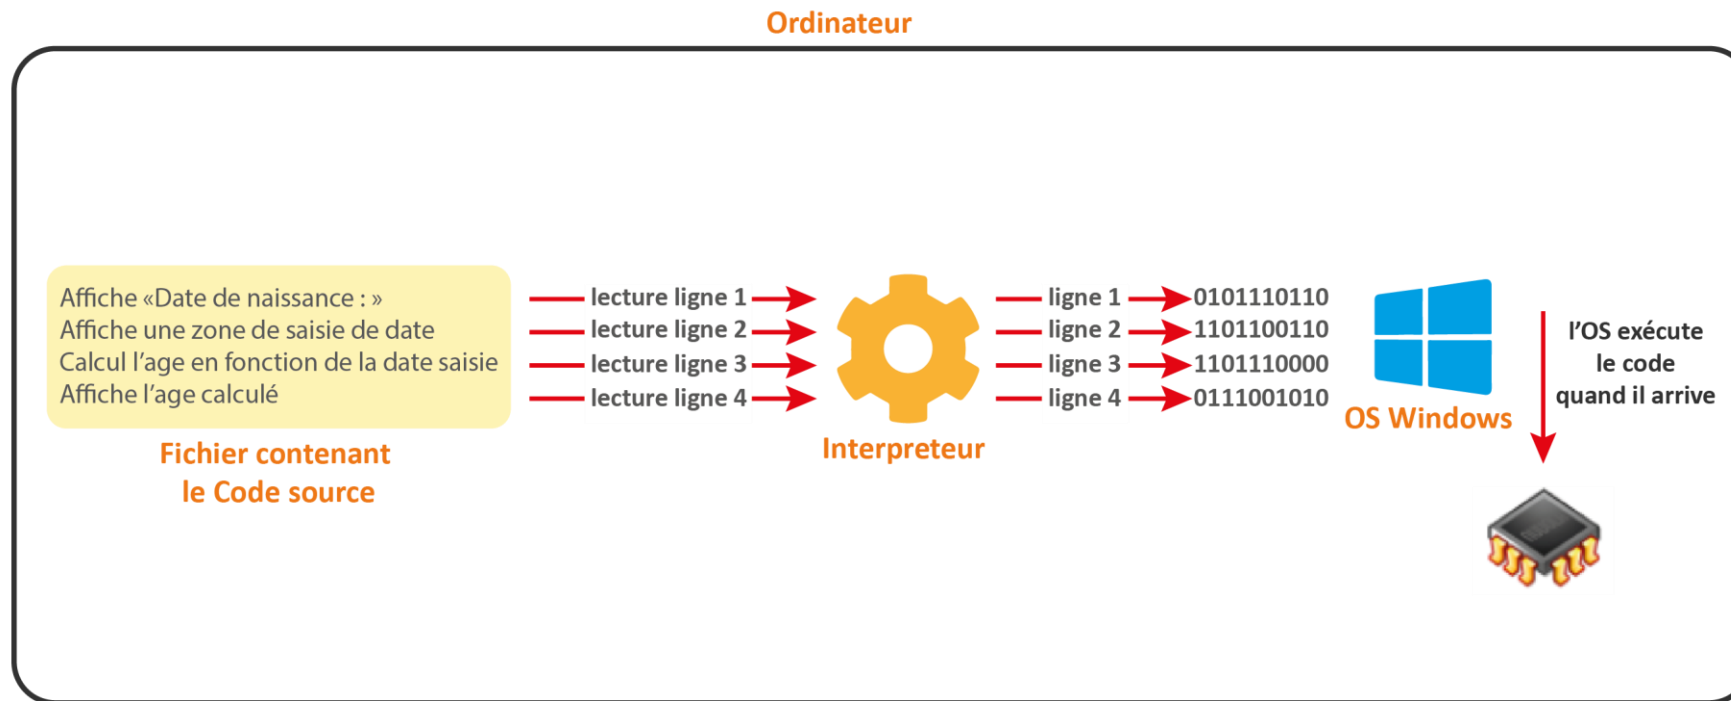 Ordinateur
Affiche «Date de naissance : »
Affiche une zone de saisie de date
Calcul l'age en fonction de la date saisie
Affiche l'age calculé
Fichier contenant
le Code source
lecture ligne 1
lecture ligne 2
lecture ligne 3
lecture ligne 4
Interpreteur
ligne 1
ligne 2
ligne 3
ligne 4
0101110110
1101100110
1101110000
0111001010
OS Windows
l'OS exécute
le code
quand il arrive